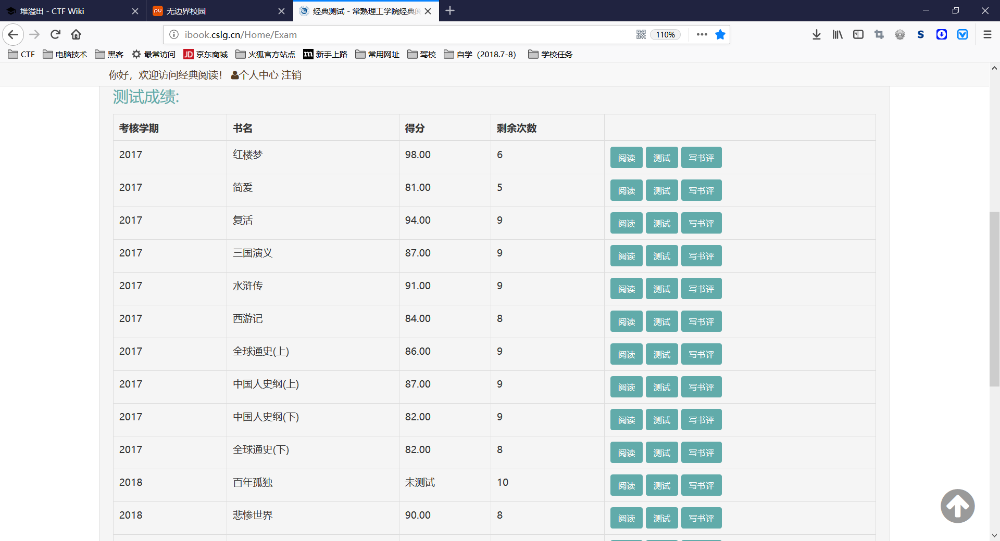 堆溢出 - CTF Wiki
无边界校园
经典测试 - 常熟理工学院经典阅
ibook.cslg.cn/Home/Exam
110%
CTF 电脑技术 黑客 最常访问 JD 京东商城 火狐官方站点 m 新手上路 常用网址 驾校 自学（2018.7-8） 学校任务
你好，欢迎访问经典阅读！ 个人中心 注销
测试成绩:
考核学期 书名 得分 剩余次数
2017 红楼梦 98.00 6 阅读 测试 写书评
2017 简爱 81.00 5 阅读 测试 写书评
2017 复活 94.00 9 阅读 测试 写书评
2017 三国演义 87.00 9 阅读 测试 写书评
2017 水浒传 91.00 9 阅读 测试 写书评
2017 西游记 84.00 8 阅读 测试 写书评
2017 全球通史(上) 86.00 9 阅读 测试 写书评
2017 中国人史纲(上) 87.00 9 阅读 测试 写书评
2017 中国人史纲(下) 82.00 9 阅读 测试 写书评
2017 全球通史(下) 82.00 8 阅读 测试 写书评
2018 百年孤独 未测试 10 阅读 测试 写书评
2018 悲惨世界 90.00 8 阅读 测试 写书评